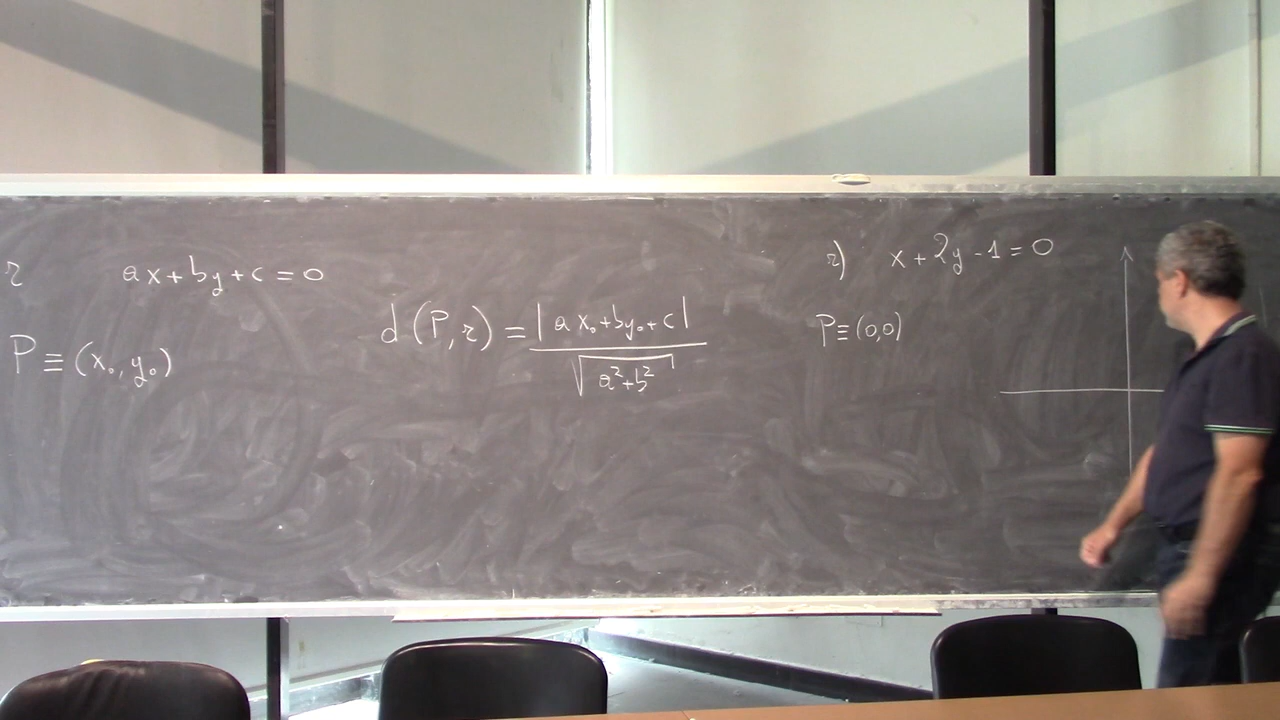 r ax+by+c=0
P≡(x₀,y₀)
d(P,r)=|ax₀+by₀+c|
√a²+b²
r) x+2y-1=0
P≡(0,0)